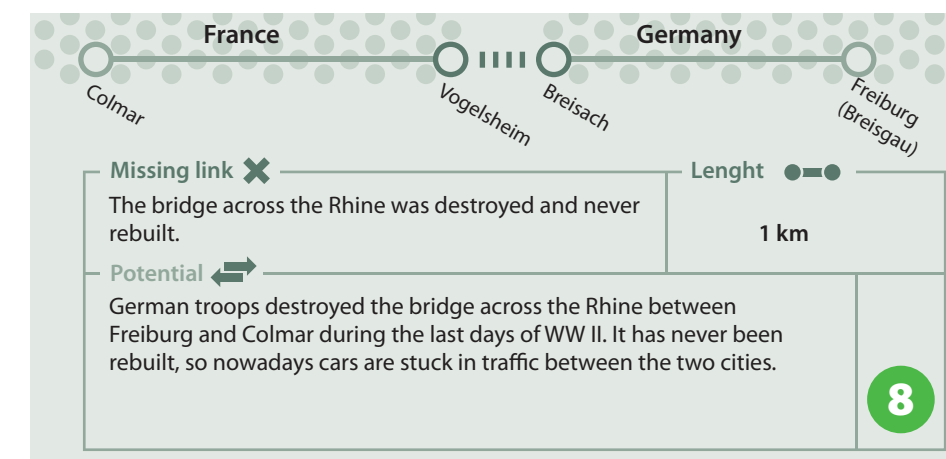 France
Germany
Colmar
Vogelsheim
Breisach
Freiburg
(Breisgau)
Missing link
Lenght
The bridge across the Rhine was destroyed and never
rebuilt.
1 km
Potential
German troops destroyed the bridge across the Rhine between
Freiburg and Colmar during the last days of WW II. It has never been
rebuilt, so nowadays cars are stuck in traffic between the two cities.
8